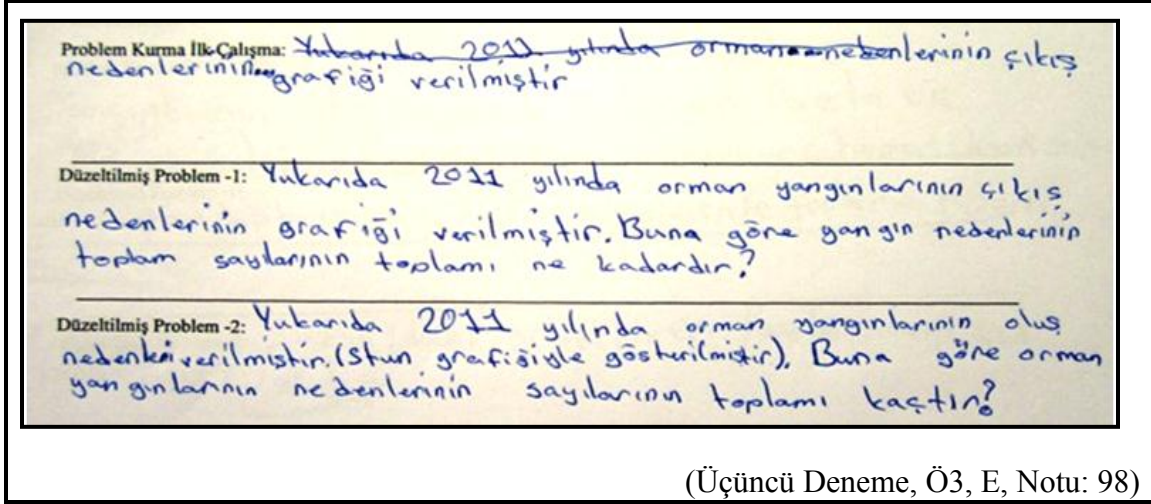 Problem Kurma İlk Çalışma: Yukarıda 2011 yılında orman nedenlerinin çıkış
nedenlerinin grafiği verilmiştir
Düzeltilmiş Problem -1: Yukarıda 2011 yılında orman yangınlarının çıkış
nedenlerinin grafiği verilmiştir. Buna göre yangın nedenlerinin
toplam sayılarının toplamı ne kadardır?
Düzeltilmiş Problem -2: Yukarıda 2011 yılında orman yangınlarının oluş
nedenleri verilmiştir. (Stun grafiğiyle gösterilmiştir). Buna göre orman
yangınlarının nedenlerinin sayılarının toplamı kaçtır?
(Üçüncü Deneme, Ö3, E, Notu: 98)